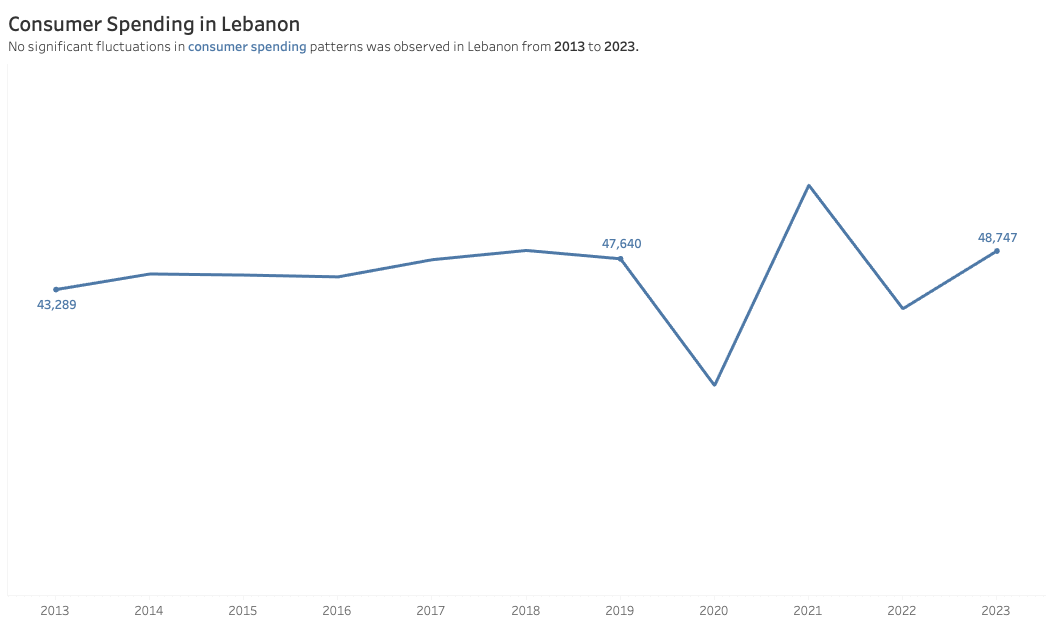 Consumer Spending in Lebanon
No significant fluctuations in consumer spending patterns was observed in Lebanon from 2013 to 2023.
47,640
48,747
43,289
2013 2014 2015 2016 2017 2018 2019 2020 2021 2022 2023